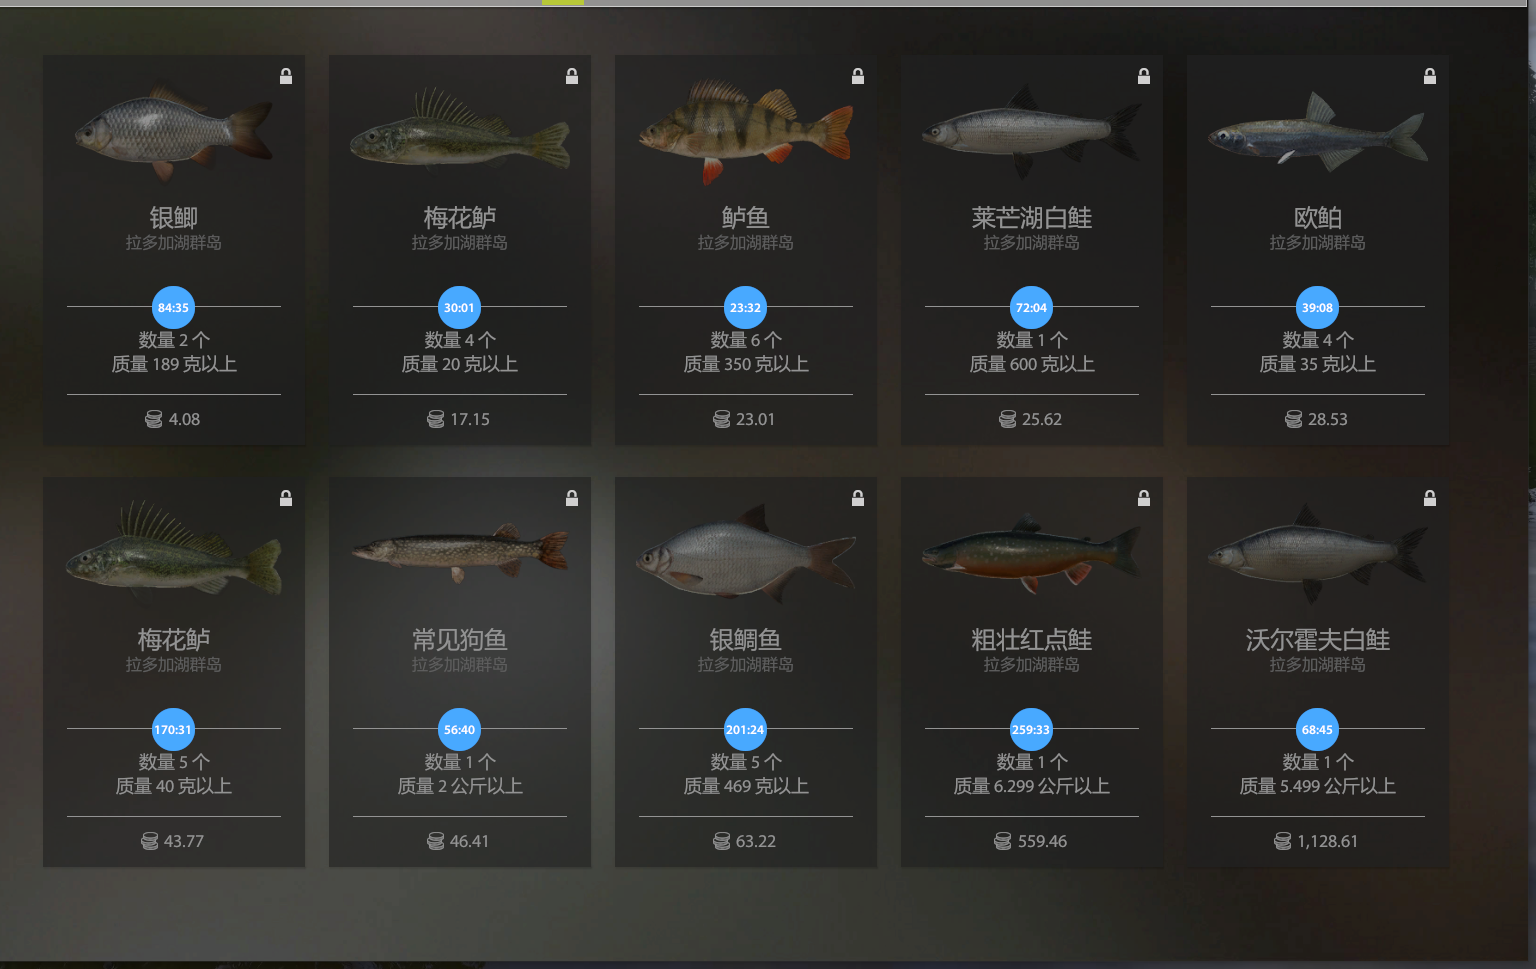 银鲫
拉多加湖群岛
84:35
数量 2 个
质量 189 克以上
4.08
梅花鲈
拉多加湖群岛
30:01
数量 4 个
质量 20 克以上
17.15
鲈鱼
拉多加湖群岛
23:32
数量 6 个
质量 350 克以上
23.01
莱芒湖白鲑
拉多加湖群岛
72:04
数量 1 个
质量 600 克以上
25.62
欧鲌
拉多加湖群岛
39:08
数量 4 个
质量 35 克以上
28.53
梅花鲈
拉多加湖群岛
170:31
数量 5 个
质量 40 克以上
43.77
常见狗鱼
拉多加湖群岛
56:40
数量 1 个
质量 2 公斤以上
46.41
银鲷鱼
拉多加湖群岛
201:24
数量 5 个
质量 469 克以上
63.22
粗壮红点鲑
拉多加湖群岛
259:33
数量 1 个
质量 6.299 公斤以上
559.46
沃尔霍夫白鲑
拉多加湖群岛
68:45
数量 1 个
质量 5.499 公斤以上
1,128.61